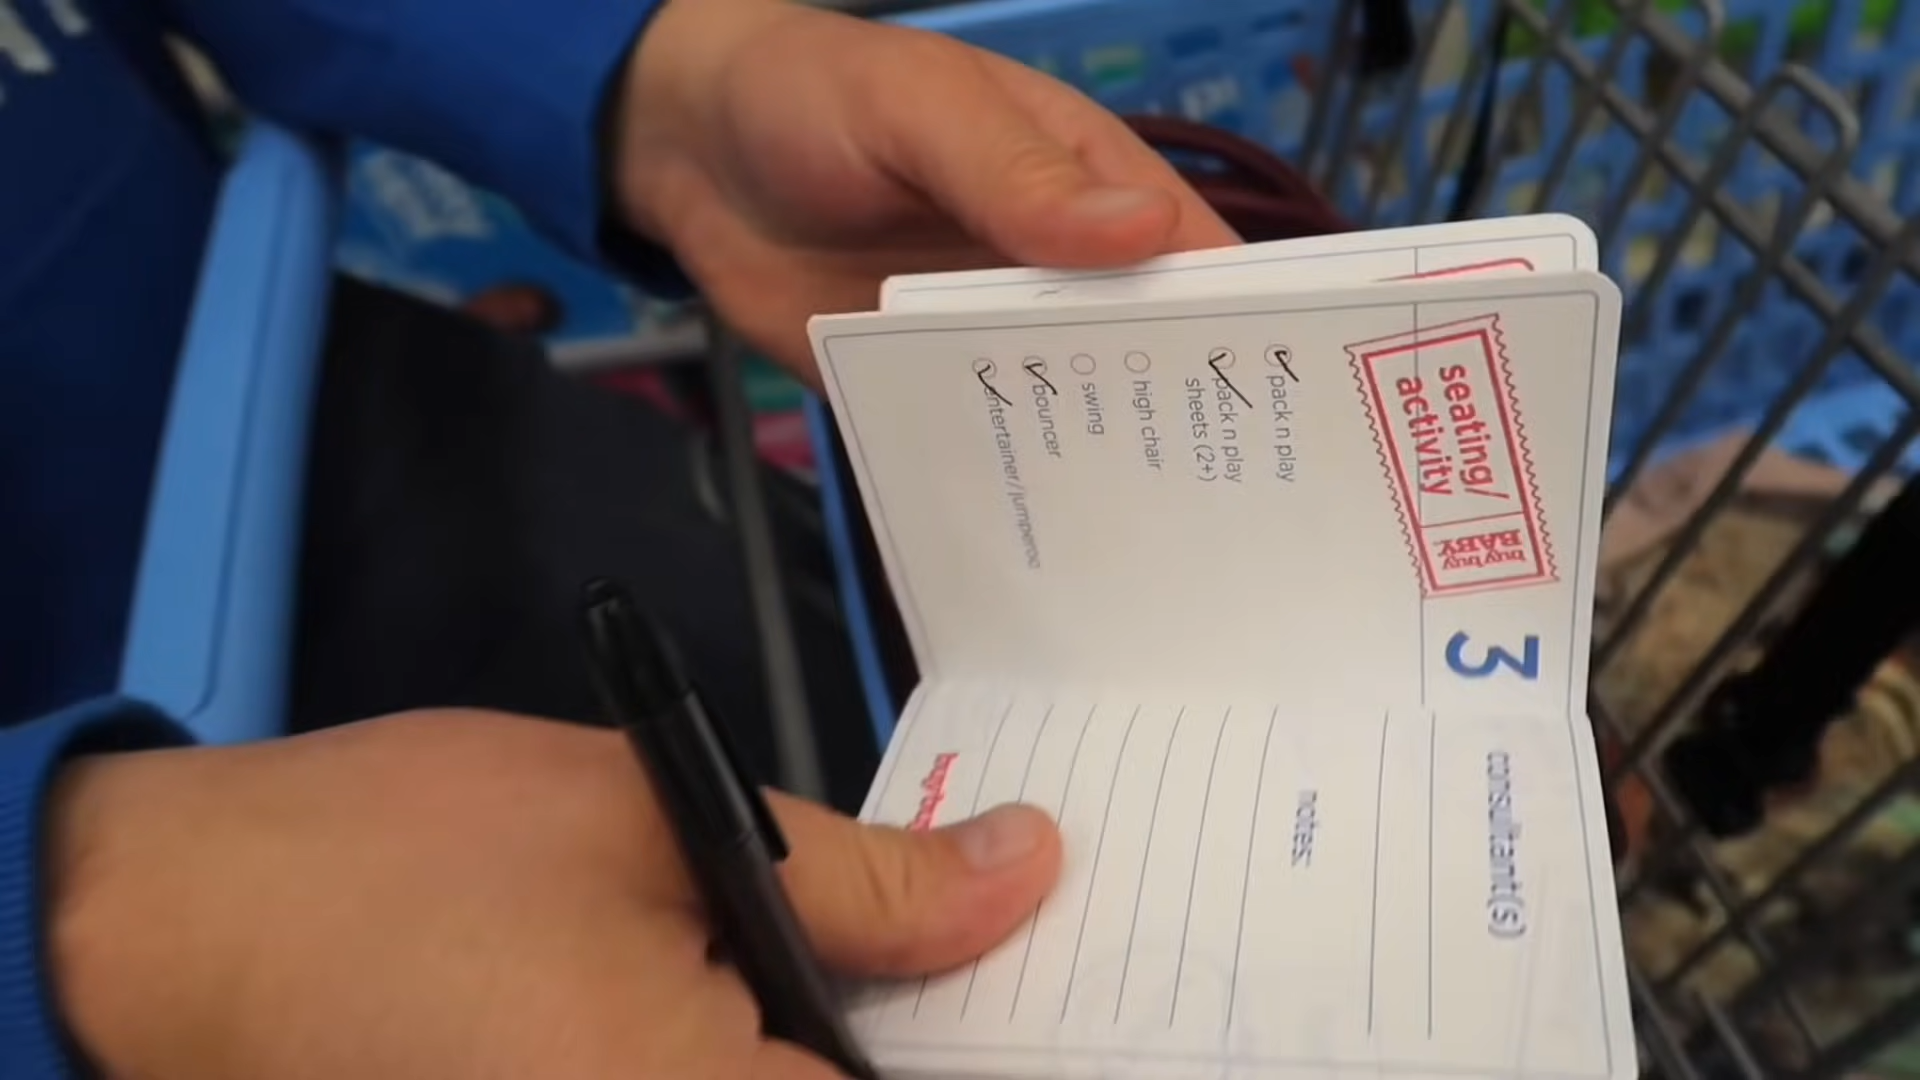 seating/
activity
buy buy
BABY
3
pack n play
pack n play
sheets (2+)
high chair
swing
bouncer
entertainer/jumperoo
consultant(s)
notes: